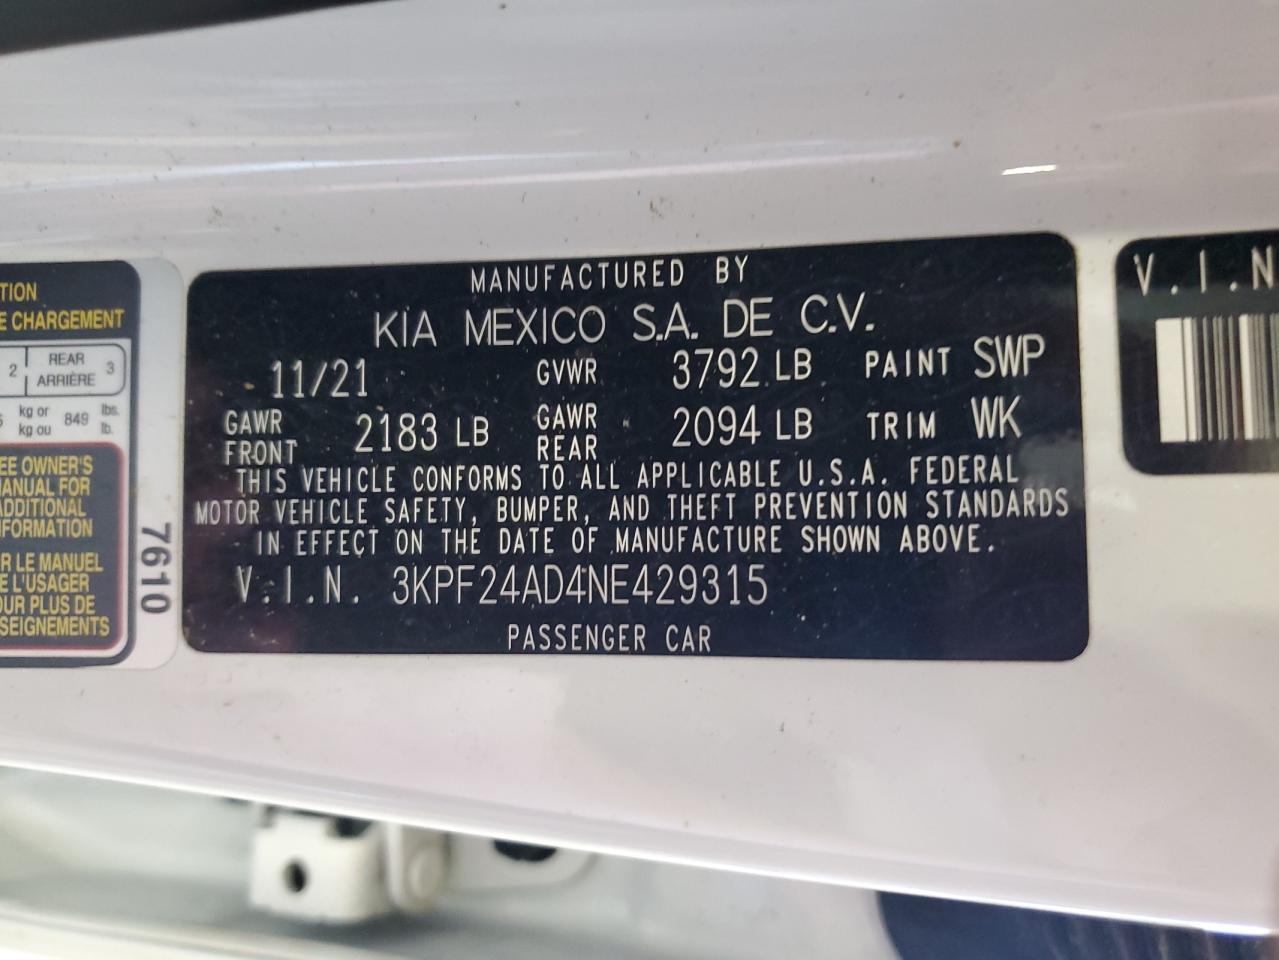 TION
E CHARGEMENT
2 REAR 3
ARRIÈRE
kg or 849 lbs.
kg ou lb.
EE OWNER'S
MANUAL FOR
ADDITIONAL
NFORMATION
R LE MANUEL
E L'USAGER
OUR PLUS DE
SEIGNEMENTS
7610
MANUFACTURED BY
KIA MEXICO S.A. DE C.V.
11/21 GVWR 3792 LB PAINT SWP
GAWR FRONT 2183 LB GAWR REAR 2094 LB TRIM WK
THIS VEHICLE CONFORMS TO ALL APPLICABLE U.S.A. FEDERAL
MOTOR VEHICLE SAFETY, BUMPER, AND THEFT PREVENTION STANDARDS
IN EFFECT ON THE DATE OF MANUFACTURE SHOWN ABOVE.
V.I.N. 3KPF24AD4NE429315
PASSENGER CAR
V.I.N